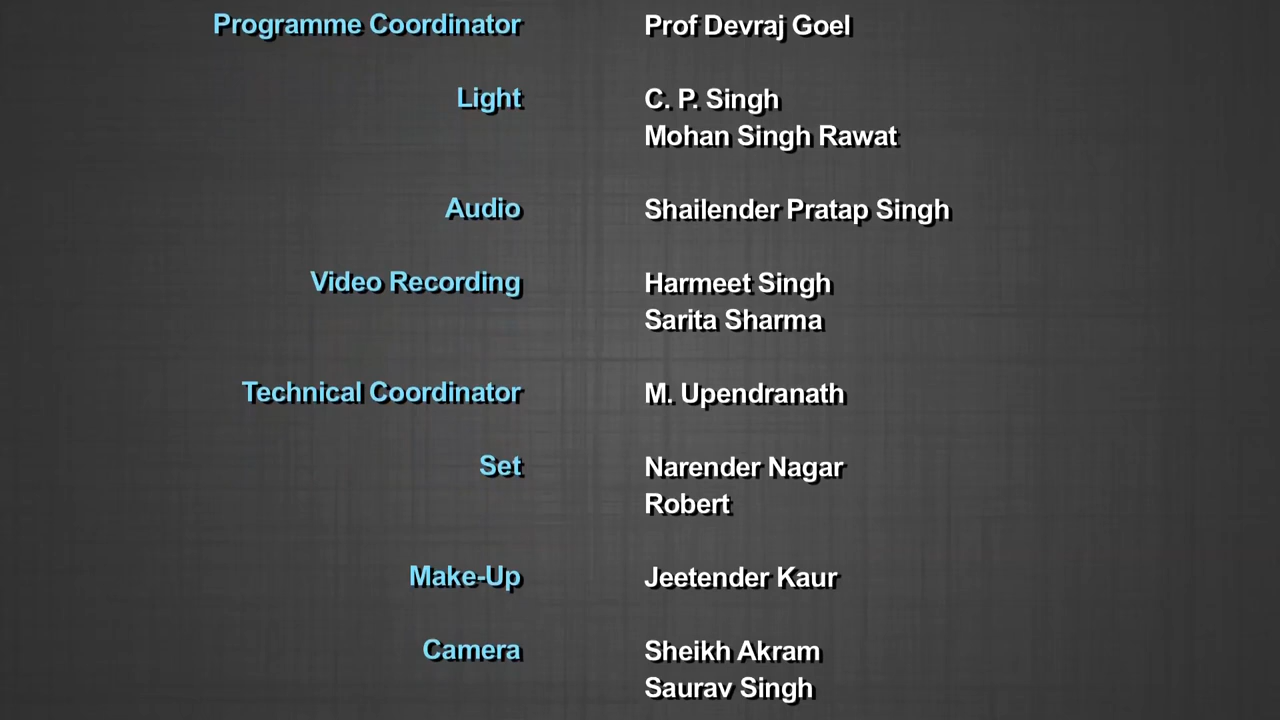 Programme Coordinator Prof Devraj Goel
Light C. P. Singh
Mohan Singh Rawat
Audio Shailender Pratap Singh
Video Recording Harmeet Singh
Sarita Sharma
Technical Coordinator M. Upendranath
Set Narender Nagar
Robert
Make-Up Jeetender Kaur
Camera Sheikh Akram
Saurav Singh